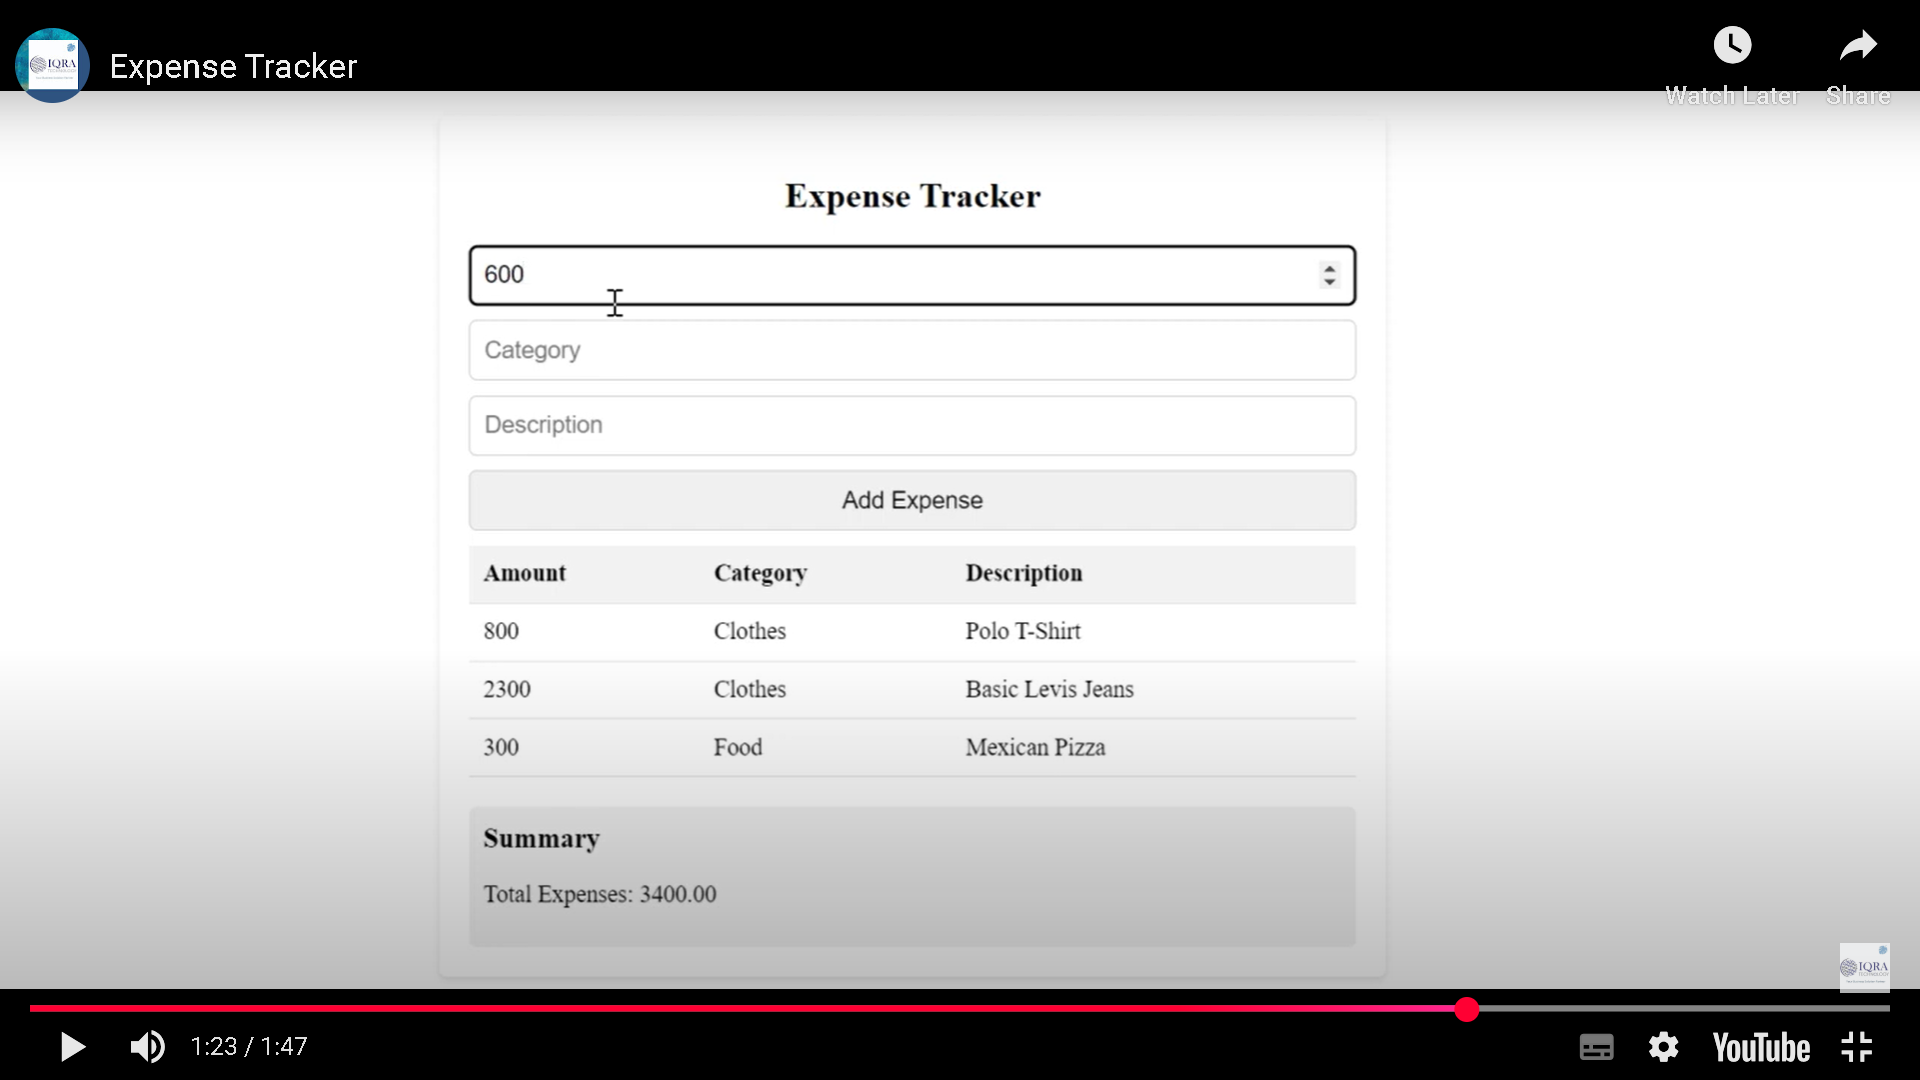 IQRA
Expense Tracker
Watch Later
Share
Expense Tracker
600
Category
Description
Add Expense
Amount Category Description
800 Clothes Polo T-Shirt
2300 Clothes Basic Levis Jeans
300 Food Mexican Pizza
Summary
Total Expenses: 3400.00
IQRA
1:23 / 1:47
YouTube